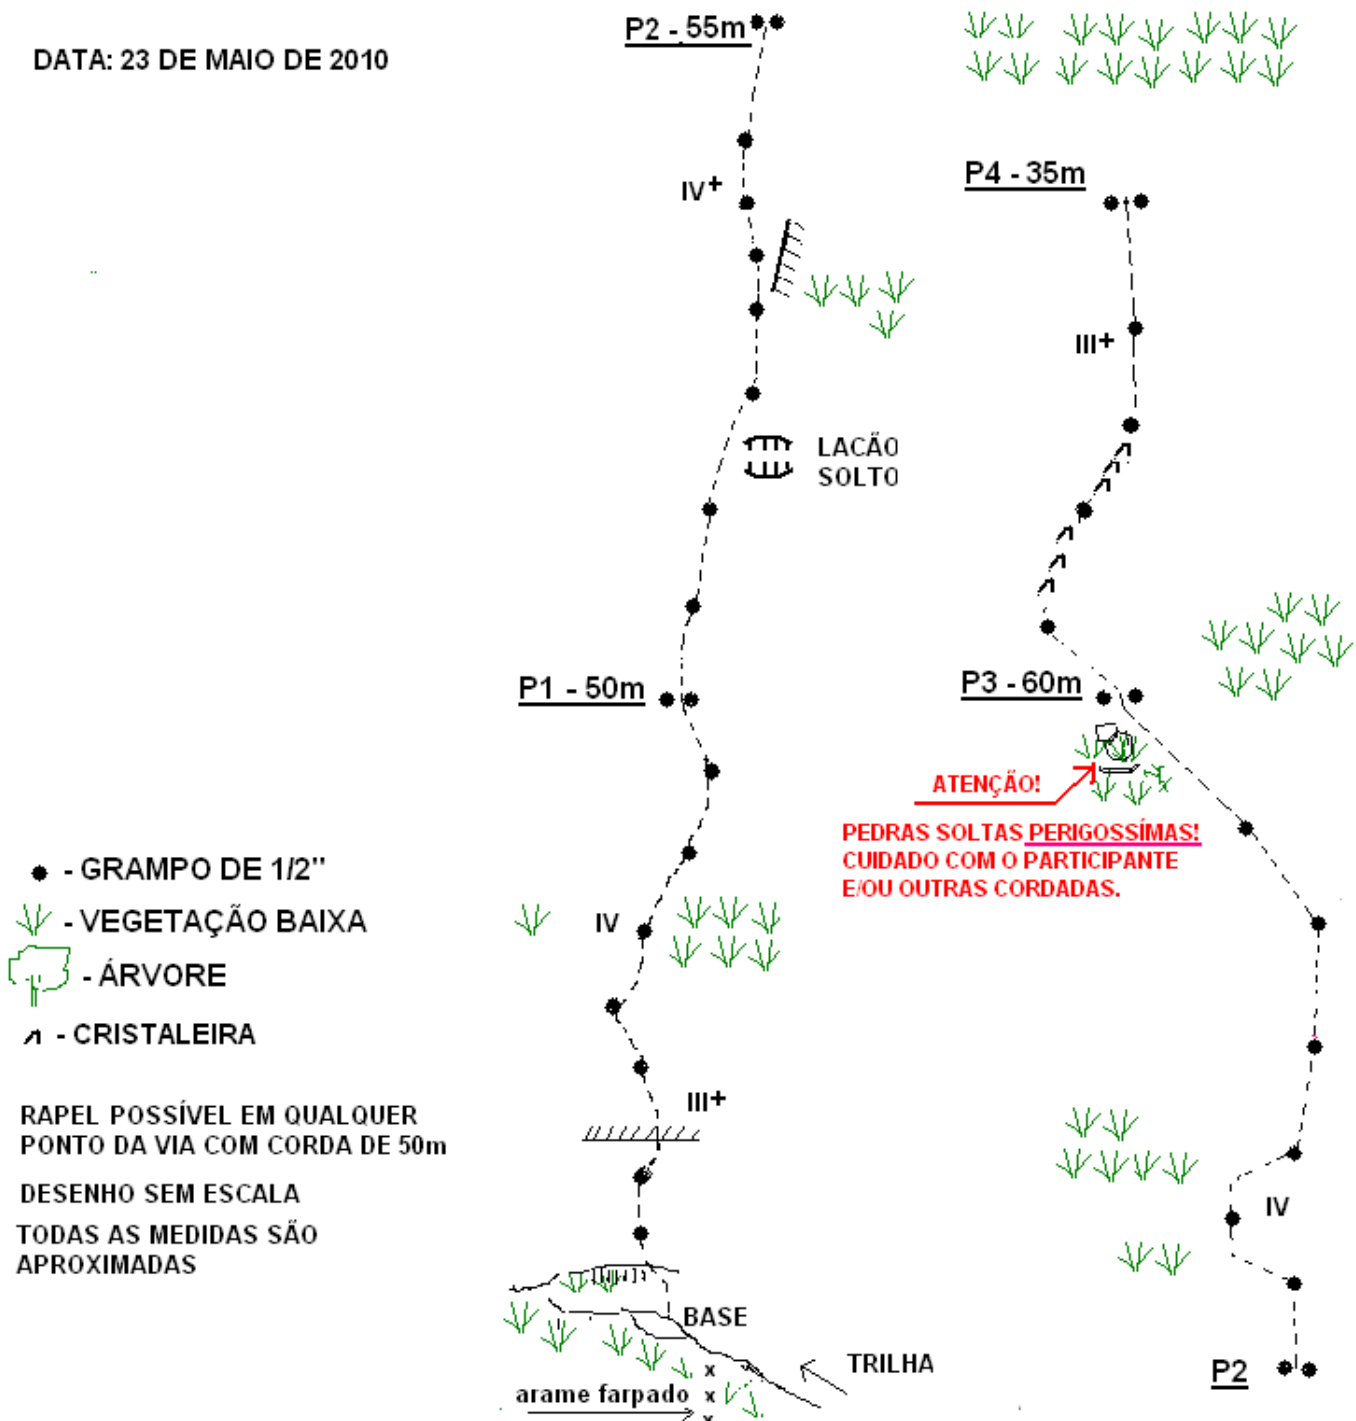 DATA: 23 DE MAIO DE 2010
P2 - 55m
IV+
LACÃO
SOLTO
P1 - 50m
IV
III+
BASE
TRILHA
arame farpado
x
x
x
P4 - 35m
III+
P3 - 60m
ATENÇÃO!
PEDRAS SOLTAS PERIGOSSÍMAS!
CUIDADO COM O PARTICIPANTE
E/OU OUTRAS CORDADAS.
IV
P2
- GRAMPO DE 1/2"
- VEGETAÇÃO BAIXA
- ÁRVORE
- CRISTALEIRA
RAPEL POSSÍVEL EM QUALQUER
PONTO DA VIA COM CORDA DE 50m
DESENHO SEM ESCALA
TODAS AS MEDIDAS SÃO
APROXIMADAS